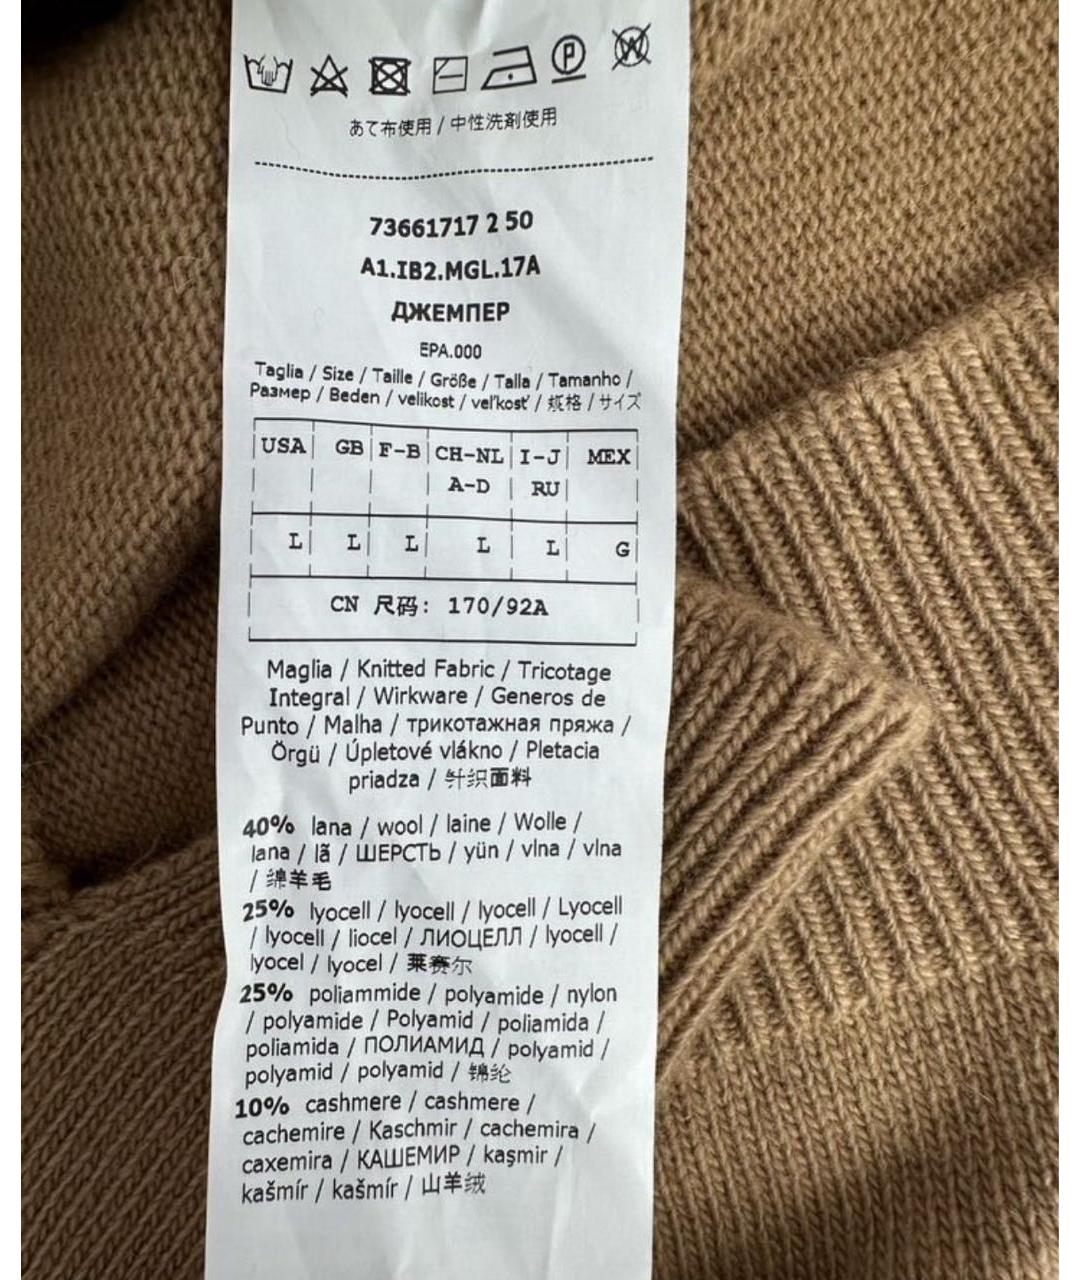 P W
あて布使用 / 中性洗剤使用
73661717 2 50
A1.IB2.MGL.17A
ДЖЕМПЕР
EPA.000
Taglia / Size / Taille / Größe / Talla / Tamanho /
Размер / Beden / velikost / veľkosť / 规格 / サイズ
USA GB F-B CH-NL I-J MEX
A-D RU
L L L L L G
CN 尺码: 170/92A
Maglia / Knitted Fabric / Tricotage
Integral / Wirkware / Generos de
Punto / Malha / трикотажная пряжа /
Örgü / Úpletové vlákno / Pletacia
priadza / 针织面料
40% lana / wool / laine / Wolle /
lana / lã / ШЕРСТЬ / yün / vlna / vlna
/ 绵羊毛
25% lyocell / lyocell / lyocell / Lyocell
/ lyocell / liocel / ЛИОЦЕЛЛ / lyocell /
lyocel / lyocel / 莱赛尔
25% poliammide / polyamide / nylon
/ polyamide / Polyamid / poliamida /
poliamida / ПОЛИАМИД / polyamid /
polyamid / polyamid / 锦纶
10% cashmere / cashmere /
cachemire / Kaschmir / cachemira /
caxemira / КАШЕМИР / kaşmir /
kašmír / kašmír / 山羊绒